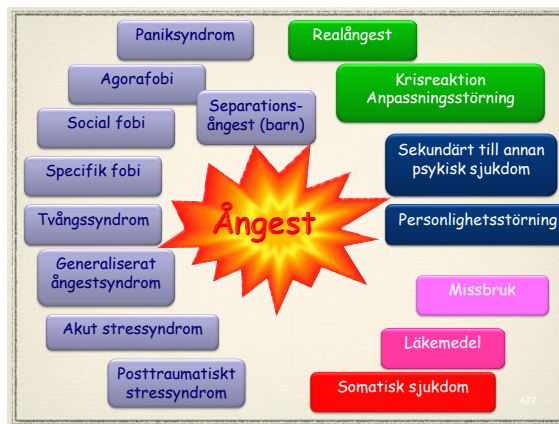 Paniksyndrom
Realångest
Agorafobi
Krisreaktion
Anpassningsstörning
Separations-
ångest (barn)
Social fobi
Sekundärt till annan
psykisk sjukdom
Specifik fobi
Tvångssyndrom
Ångest
Personlighetsstörning
Generaliserat
ångestsyndrom
Missbruk
Akut stressyndrom
Läkemedel
Posttraumatiskt
stressyndrom
Somatisk sjukdom
427